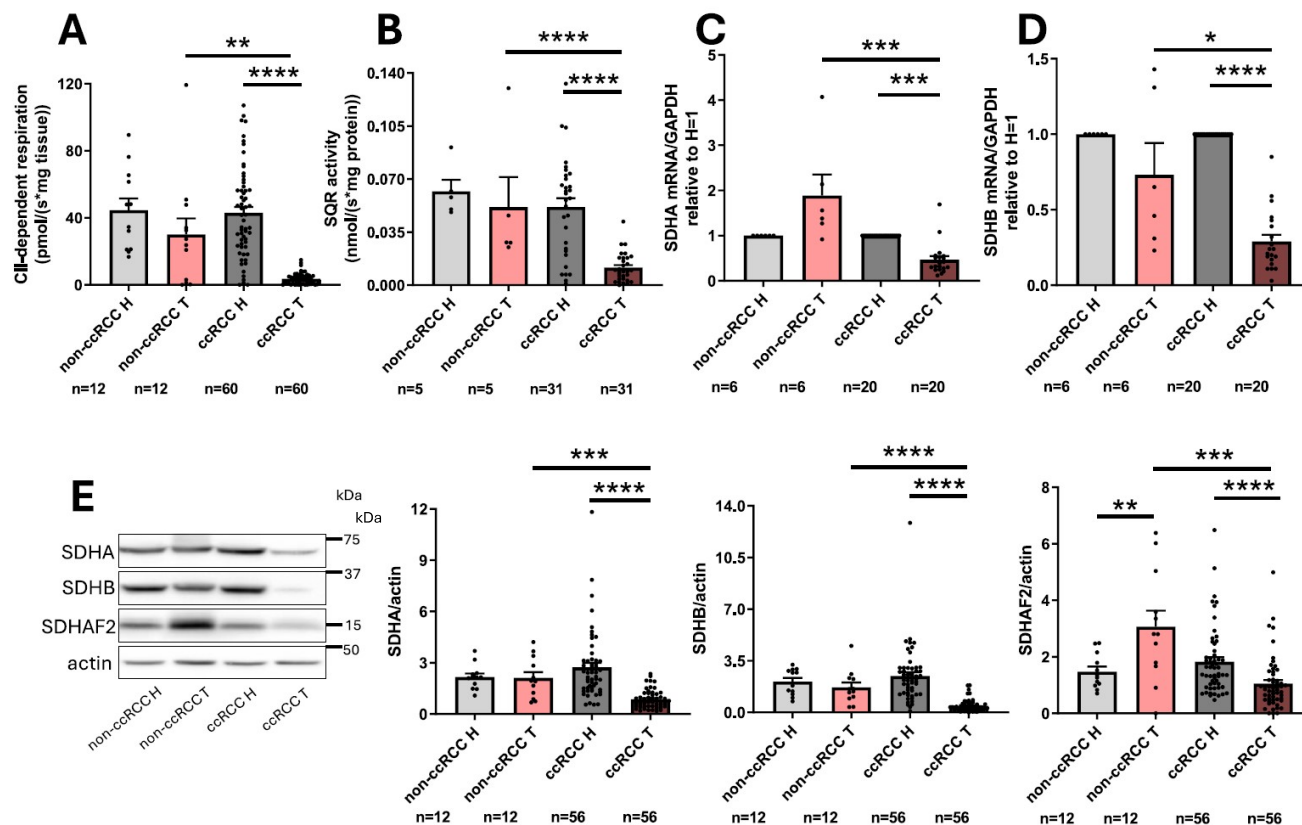 A
**
****
CII-dependent respiration
(pmol/(s*mg tissue))
120
80
40
0
non-ccRCC H
non-ccRCC T
ccRCC H
ccRCC T
n=12
n=12
n=60
n=60
B
****
****
SQR activity
(nmol/(s*mg protein))
0.140
0.105
0.070
0.035
0.000
non-ccRCC H
non-ccRCC T
ccRCC H
ccRCC T
n=5
n=5
n=31
n=31
C
***
***
SDHA mRNA/GAPDH
relative to H=1
5
4
3
2
1
0
non-ccRCC H
non-ccRCC T
ccRCC H
ccRCC T
n=6
n=6
n=20
n=20
D
*
****
SDHB mRNA/GAPDH
relative to H=1
1.5
1.0
0.5
0.0
non-ccRCC H
non-ccRCC T
ccRCC H
ccRCC T
n=6
n=6
n=20
n=20
E
kDa
kDa
SDHA
75
SDHB
37
SDHAF2
15
actin
50
non-ccRCC H
non-ccRCC T
ccRCC H
ccRCC T
***
****
SDHA/actin
12
9
6
3
0
non-ccRCC H
non-ccRCC T
ccRCC H
ccRCC T
n=12
n=12
n=56
n=56
****
****
SDHB/actin
14.0
10.5
7.0
3.5
0.0
non-ccRCC H
non-ccRCC T
ccRCC H
ccRCC T
n=12
n=12
n=56
n=56
***
****
**
SDHAF2/actin
8
6
4
2
0
non-ccRCC H
non-ccRCC T
ccRCC H
ccRCC T
n=12
n=12
n=56
n=56